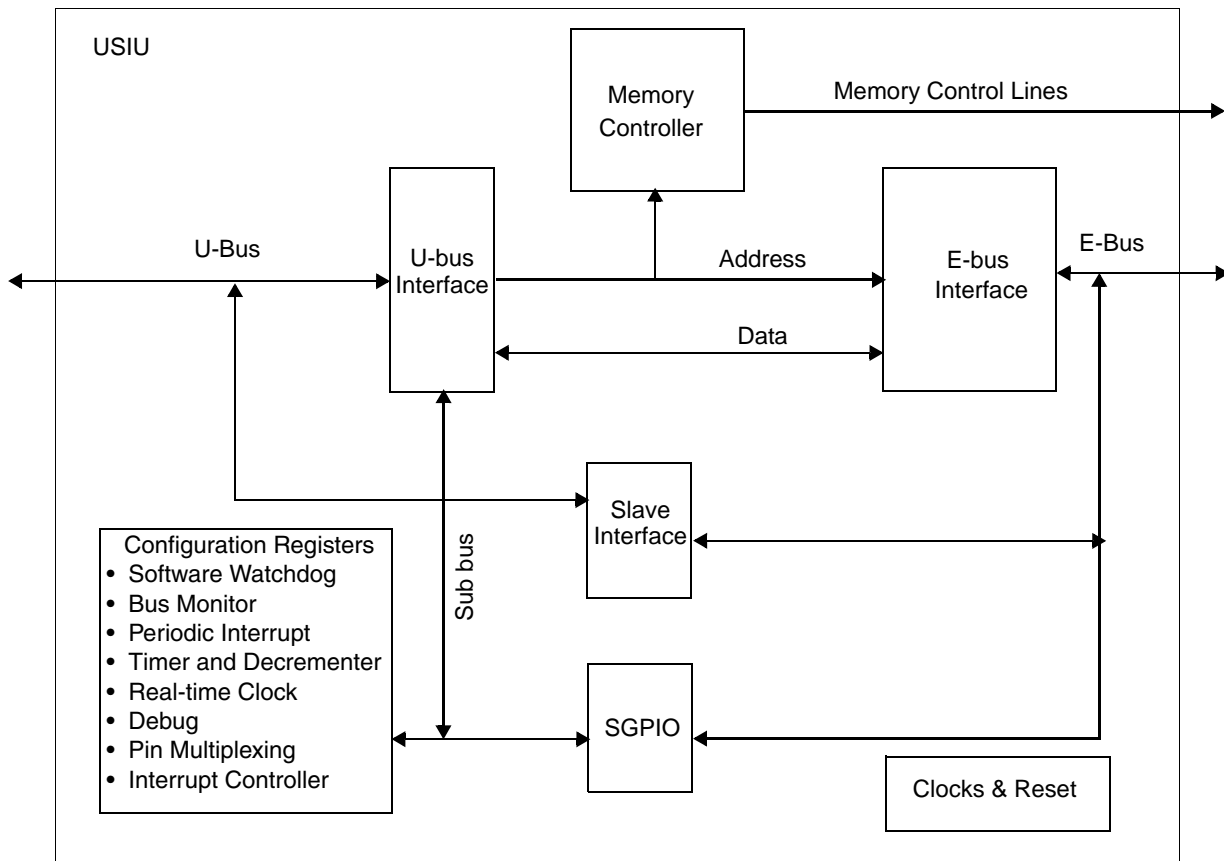 USIU
Memory
Controller
Memory Control Lines
U-Bus
U-bus
Interface
Address
E-bus
Interface
E-Bus
Data
Slave
Interface
Sub bus
Configuration Registers
• Software Watchdog
• Bus Monitor
• Periodic Interrupt
• Timer and Decrementer
• Real-time Clock
• Debug
• Pin Multiplexing
• Interrupt Controller
SGPIO
Clocks & Reset